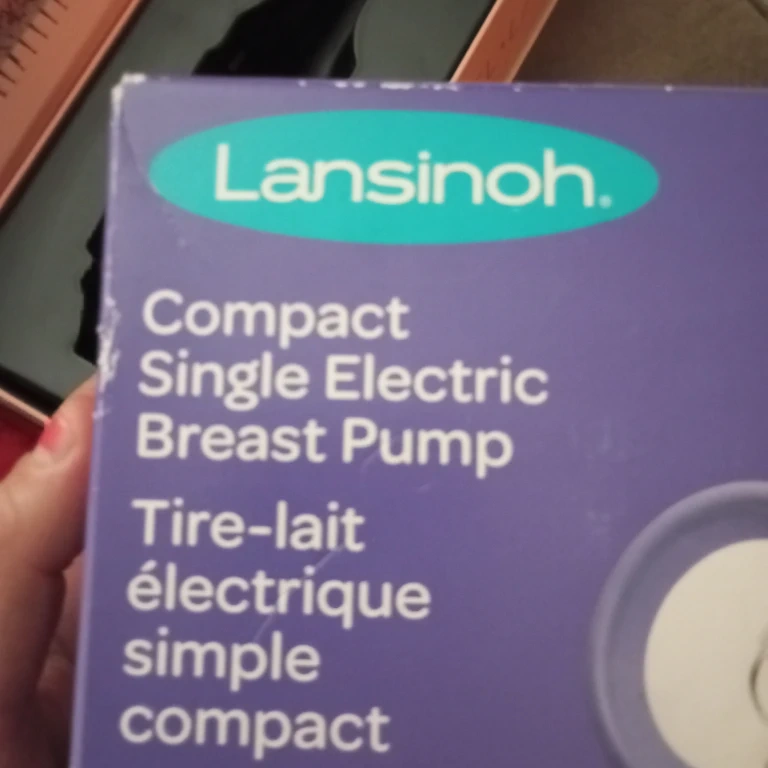 Lansinoh®
Compact
Single Electric
Breast Pump
Tire-lait
électrique
simple
compact